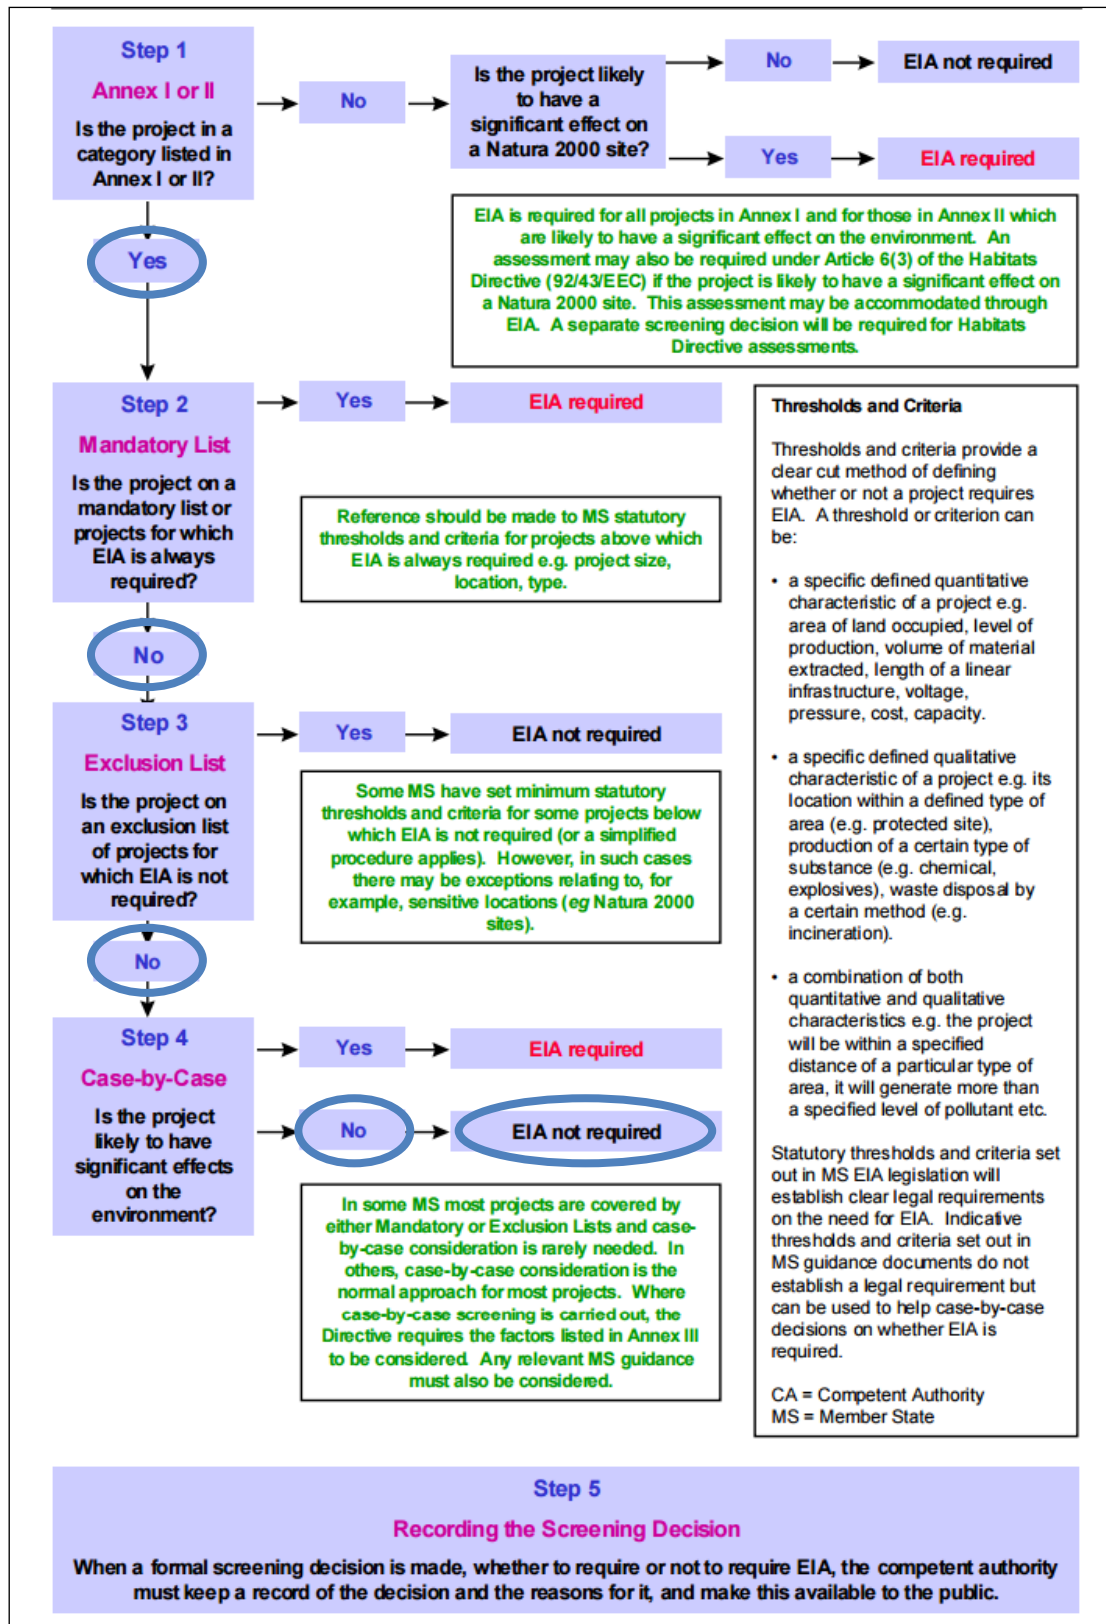 Step 1
Annex I or II
Is the project in a
category listed in
Annex I or II?
No
Is the project likely
to have a
significant effect on
a Natura 2000 site?
No
EIA not required
Yes
EIA required
EIA is required for all projects in Annex I and for those in Annex II which
are likely to have a significant effect on the environment. An
assessment may also be required under Article 6(3) of the Habitats
Directive (92/43/EEC) if the project is likely to have a significant effect on
a Natura 2000 site. This assessment may be accommodated through
EIA. A separate screening decision will be required for Habitats
Directive assessments.
Yes
Step 2
Mandatory List
Is the project on a
mandatory list or
projects for which
EIA is always
required?
Yes
EIA required
Reference should be made to MS statutory
thresholds and criteria for projects above which
EIA is always required e.g. project size,
location, type.
No
Step 3
Exclusion List
Is the project on
an exclusion list
of projects for
which EIA is not
required?
Yes
EIA not required
Some MS have set minimum statutory
thresholds and criteria for some projects below
which EIA is not required (or a simplified
procedure applies). However, in such cases
there may be exceptions relating to, for
example, sensitive locations (eg Natura 2000
sites).
No
Step 4
Case-by-Case
Is the project
likely to have
significant effects
on the
environment?
Yes
EIA required
No
EIA not required
In some MS most projects are covered by
either Mandatory or Exclusion Lists and case-
by-case consideration is rarely needed. In
others, case-by-case consideration is the
normal approach for most projects. Where
case-by-case screening is carried out, the
Directive requires the factors listed in Annex III
to be considered. Any relevant MS guidance
must also be considered.
Thresholds and Criteria
Thresholds and criteria provide a
clear cut method of defining
whether or not a project requires
EIA. A threshold or criterion can
be:
• a specific defined quantitative
characteristic of a project e.g.
area of land occupied, level of
production, volume of material
extracted, length of a linear
infrastructure, voltage,
pressure, cost, capacity.
• a specific defined qualitative
characteristic of a project e.g. its
location within a defined type of
area (e.g. protected site),
production of a certain type of
substance (e.g. chemical,
explosives), waste disposal by
a certain method (e.g.
incineration).
• a combination of both
quantitative and qualitative
characteristics e.g. the project
will be within a specified
distance of a particular type of
area, it will generate more than
a specified level of pollutant etc.
Statutory thresholds and criteria set
out in MS EIA legislation will
establish clear legal requirements
on the need for EIA. Indicative
thresholds and criteria set out in
MS guidance documents do not
establish a legal requirement but
can be used to help case-by-case
decisions on whether EIA is
required.
CA = Competent Authority
MS = Member State
Step 5
Recording the Screening Decision
When a formal screening decision is made, whether to require or not to require EIA, the competent authority
must keep a record of the decision and the reasons for it, and make this available to the public.